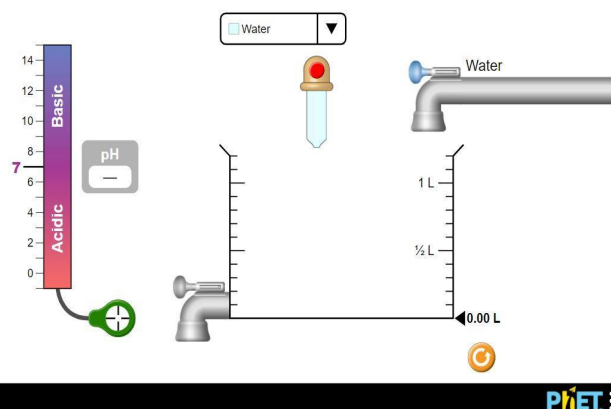 Water
Water
14
12
10
8
7
6
4
2
0
Basic
Acidic
pH
—
1 L
½ L
0.00 L
PhET